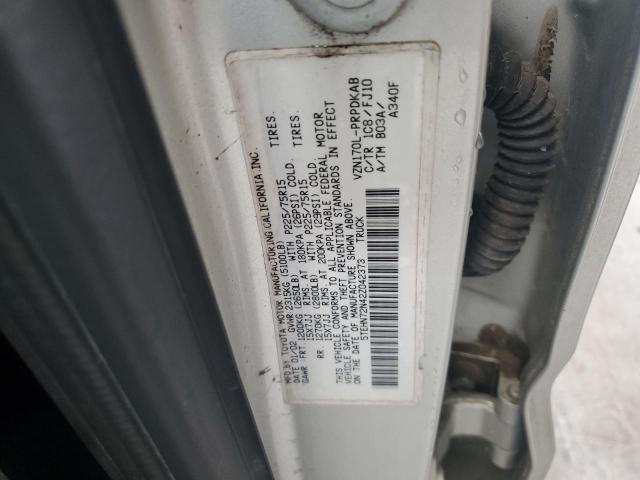 MFD BY TOYOTA MOTOR MANUFACTURING CALIFORNIA, INC.
DATE 01/02 GVWR 2315KG (5100LB)
GAWR FRT 1200KG (2650LB) WITH P225/75R15 TIRES.
15X7JJ RIMS AT 180KPA (26PSI) COLD.
RR 1270KG (2800LB) WITH P225/75R15 TIRES.
15X7JJ RIMS AT 200KPA (29PSI) COLD.
THIS VEHICLE CONFORMS TO ALL APPLICABLE FEDERAL MOTOR
VEHICLE SAFETY AND THEFT PREVENTION STANDARDS IN EFFECT
ON THE DATE OF MANUFACTURE SHOWN ABOVE.
5TEHN72N42Z042373 TRUCK
VZN170L-PRPDKAB
C/TR 1C8/FJ10
A/TM B03A/
A340F